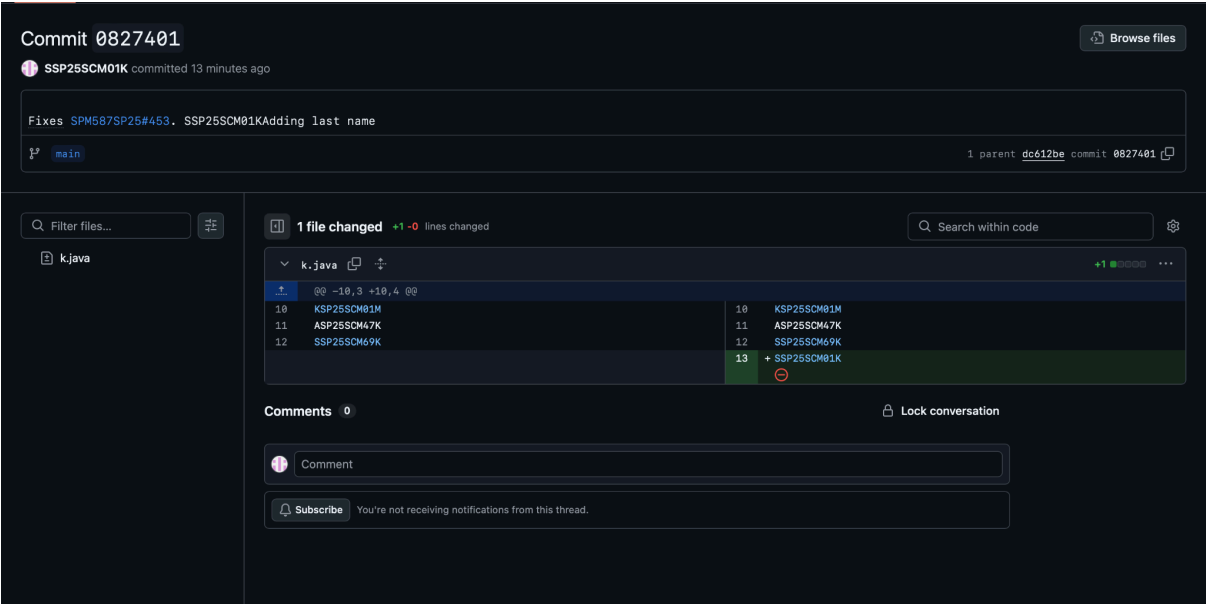 Commit 0827401
Browse files
SSP25SCM01K committed 13 minutes ago
Fixes SPM587SP25#453. SSP25SCM01KAdding last name
main
1 parent dc612be commit 0827401
Filter files...
k.java
1 file changed +1 -0 lines changed
Search within code
k.java
+1
@@ -10,3 +10,4 @@
10 KSP25SCM01M
11 ASP25SCM47K
12 SSP25SCM69K
10 KSP25SCM01M
11 ASP25SCM47K
12 SSP25SCM69K
13 + SSP25SCM01K
Comments 0
Lock conversation
Comment
Subscribe You're not receiving notifications from this thread.